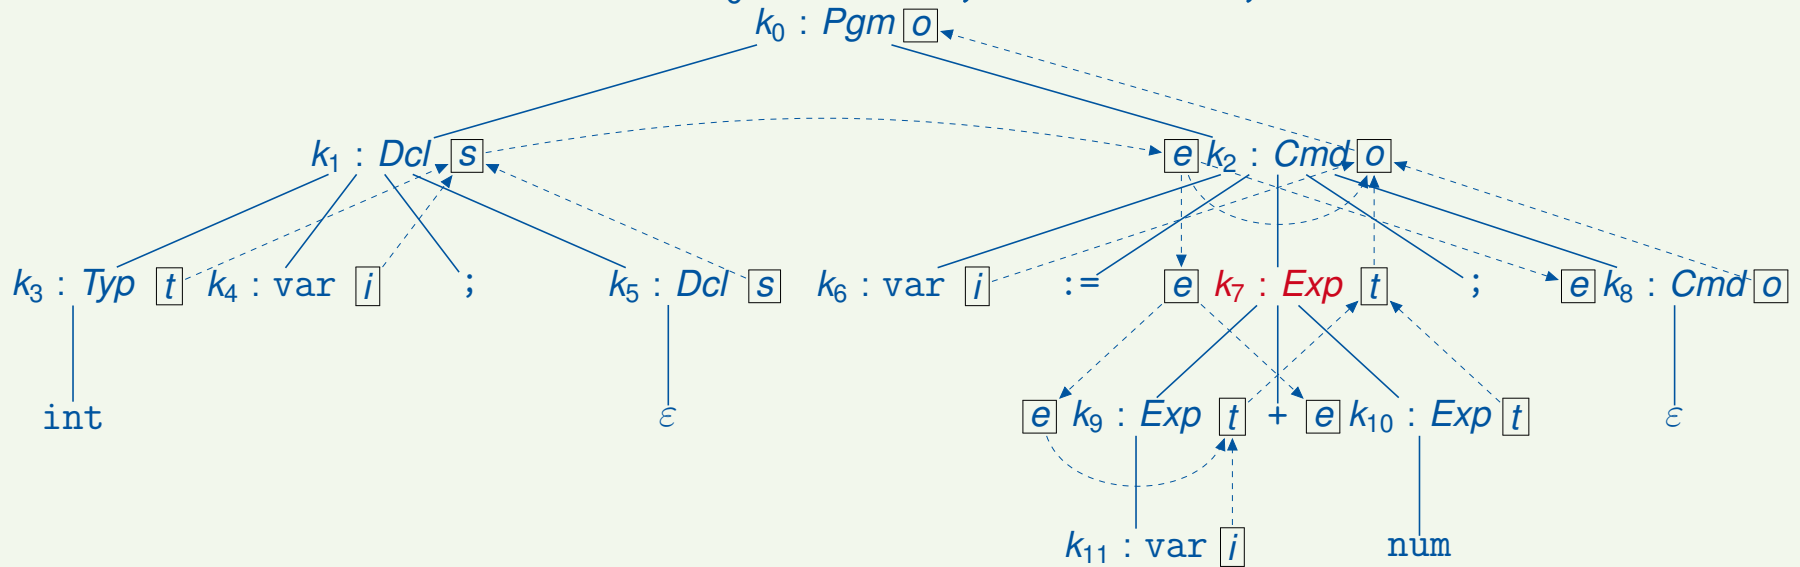 k₀ : Pgm o
k₁ : Dcl s e k₂ : Cmd o
k₃ : Typ t k₄ : var i ; k₅ : Dcl s k₆ : var i := e k₇ : Exp t ; e k₈ : Cmd o
int ε e k₉ : Exp t + e k₁₀ : Exp t ε
k₁₁ : var i num